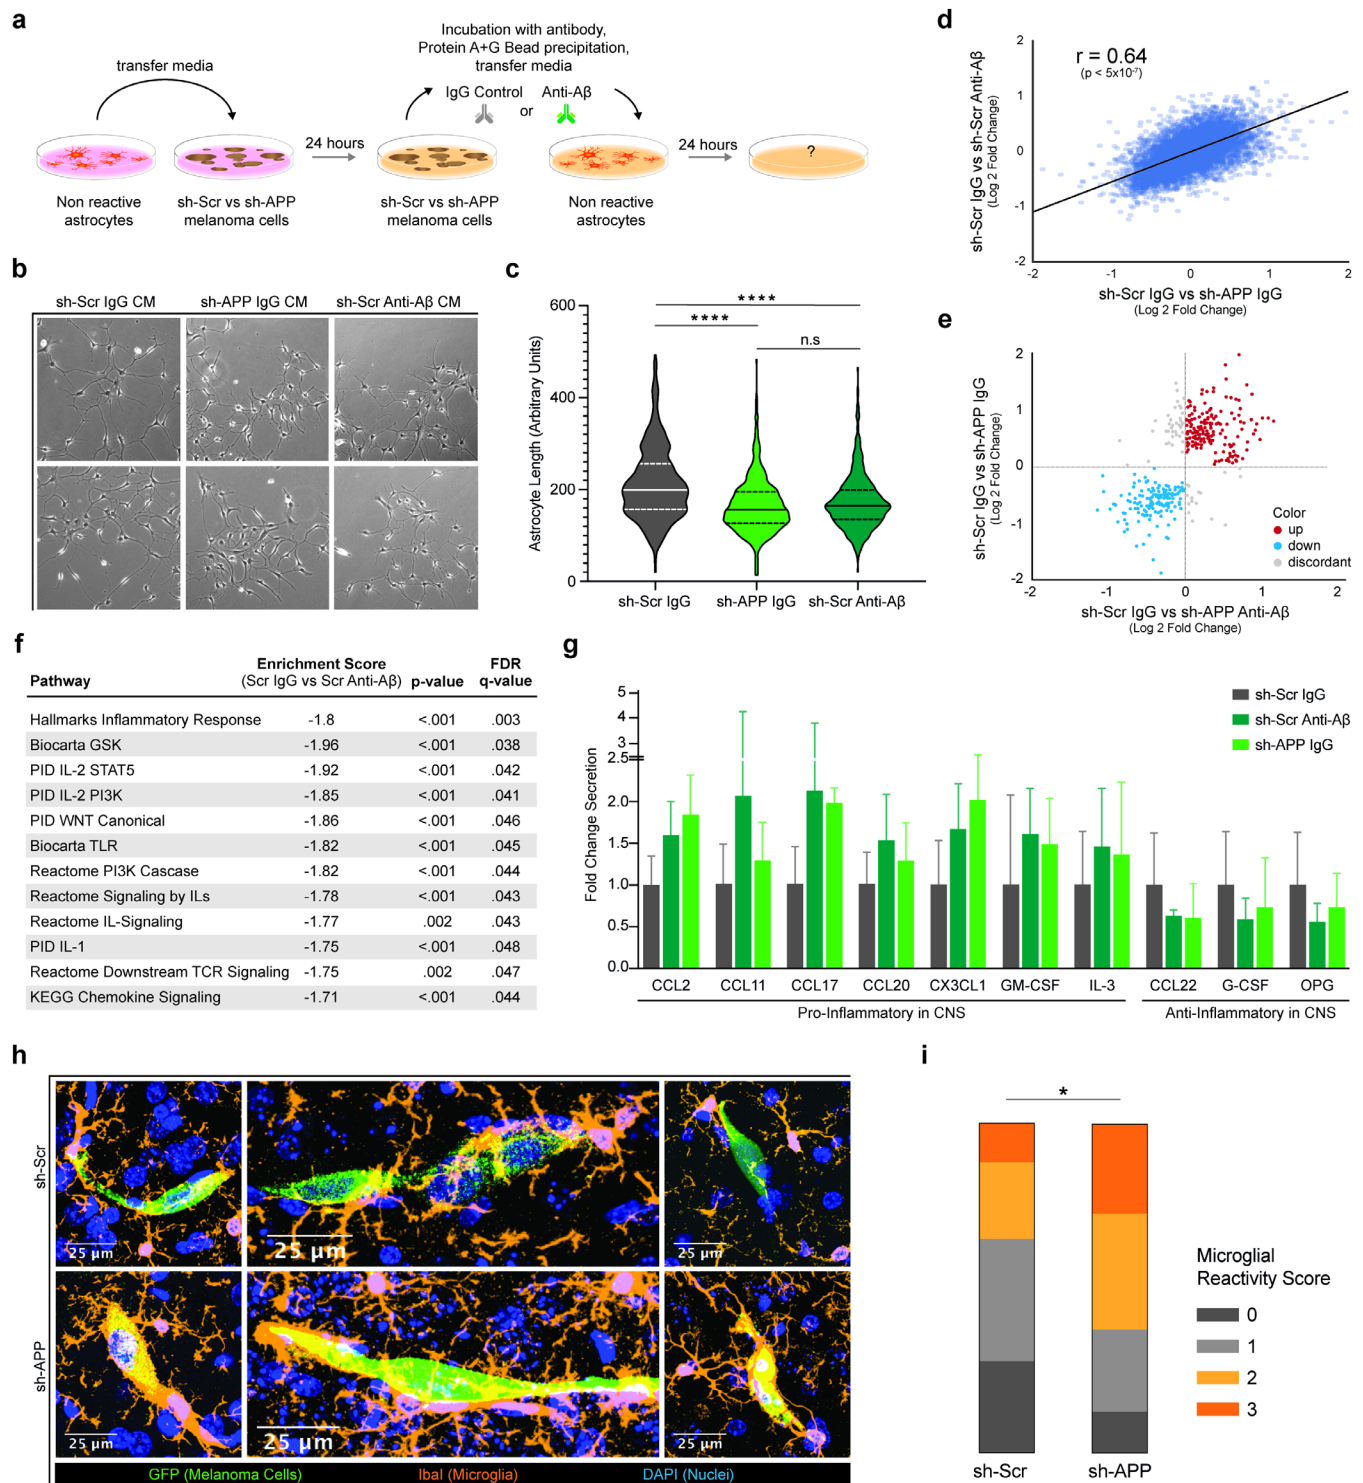 a
transfer media
Incubation with antibody,
Protein A+G Bead precipitation,
transfer media
IgG Control
or
Anti-Aβ
24 hours
24 hours
?
Non reactive
astrocytes
sh-Scr vs sh-APP
melanoma cells
sh-Scr vs sh-APP
melanoma cells
Non reactive
astrocytes
b
sh-Scr IgG CM
sh-APP IgG CM
sh-Scr Anti-Aβ CM
c
Astrocyte Length (Arbitrary Units)
600
400
200
0
****
****
n.s
sh-Scr IgG
sh-APP IgG
sh-Scr Anti-Aβ
d
sh-Scr IgG vs sh-Scr Anti-Aβ
(Log 2 Fold Change)
r = 0.64
(p < 5x10⁻⁷)
2
1
0
-1
-2
-2
-1
0
1
2
sh-Scr IgG vs sh-APP IgG
(Log 2 Fold Change)
e
sh-Scr IgG vs sh-APP IgG
(Log 2 Fold Change)
2
1
0
-1
-2
Color
up
down
discordant
-2
-1
0
1
2
sh-Scr IgG vs sh-APP Anti-Aβ
(Log 2 Fold Change)
f
Pathway Enrichment Score (Scr IgG vs Scr Anti-Aβ) p-value FDR q-value
Hallmarks Inflammatory Response -1.8 <.001 .003
Biocarta GSK -1.96 <.001 .038
PID IL-2 STAT5 -1.92 <.001 .042
PID IL-2 PI3K -1.85 <.001 .041
PID WNT Canonical -1.86 <.001 .046
Biocarta TLR -1.82 <.001 .045
Reactome PI3K Cascase -1.82 <.001 .044
Reactome Signaling by ILs -1.78 <.001 .043
Reactome IL-Signaling -1.77 .002 .043
PID IL-1 -1.75 <.001 .048
Reactome Downstream TCR Signaling -1.75 .002 .047
KEGG Chemokine Signaling -1.71 <.001 .044
g
Fold Change Secretion
5
4
3
2.5
2.0
1.5
1.0
0.5
0.0
sh-Scr IgG
sh-Scr Anti-Aβ
sh-APP IgG
CCL2 CCL11 CCL17 CCL20 CX3CL1 GM-CSF IL-3 CCL22 G-CSF OPG
Pro-Inflammatory in CNS
Anti-Inflammatory in CNS
h
sh-Scr
25 µm
25 µm
25 µm
sh-APP
25 µm
25 µm
25 µm
GFP (Melanoma Cells) Ibal (Microglia) DAPI (Nuclei)
i
*
Microglial
Reactivity Score
0
1
2
3
sh-Scr
sh-APP